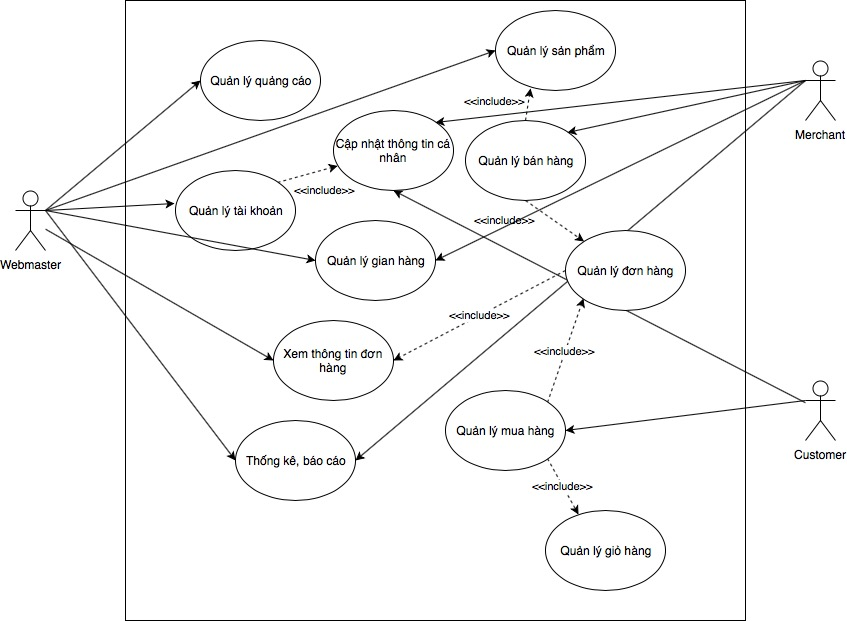 Quản lý sản phẩm
Quản lý quảng cáo
<<include>>
Merchant
Cập nhật thông tin cá
nhân
Quản lý bán hàng
<<include>>
Quản lý tài khoản
<<include>>
Webmaster
Quản lý gian hàng
Quản lý đơn hàng
<<include>>
Xem thông tin đơn
hàng
<<include>>
Quản lý mua hàng
Customer
Thống kê, báo cáo
<<include>>
Quản lý giỏ hàng